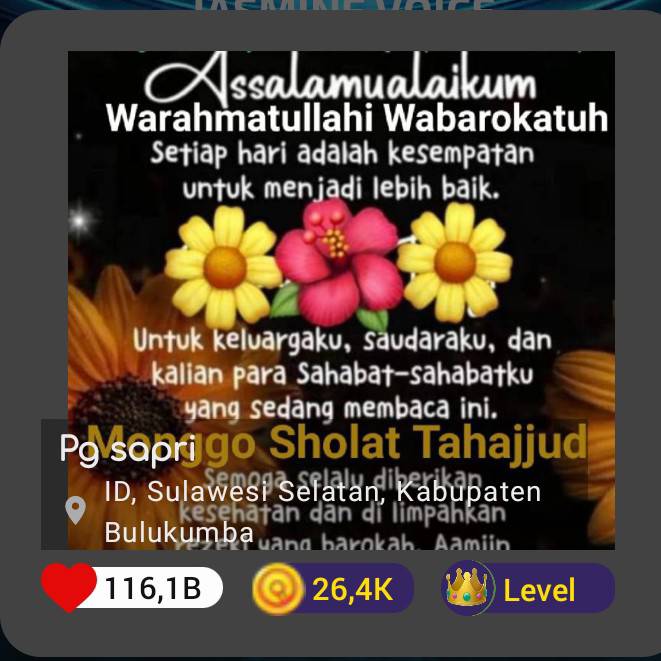 JASMINE VOICE
Assalamualaikum
Warahmatullahi Wabarokatuh
Setiap hari adalah kesempatan
untuk menjadi lebih baik.
Untuk keluargaku, saudaraku, dan
kalian para Sahabat-sahabatku
yang sedang membaca ini.
Monggo Sholat Tahajjud
Pg sapri
Semoga selalu diberikan
ID, Sulawesi Selatan, Kabupaten
kesehatan dan di limpahkan
Bulukumba
rezeki yang barokah. Aamiin
116,1B
26,4K
Level